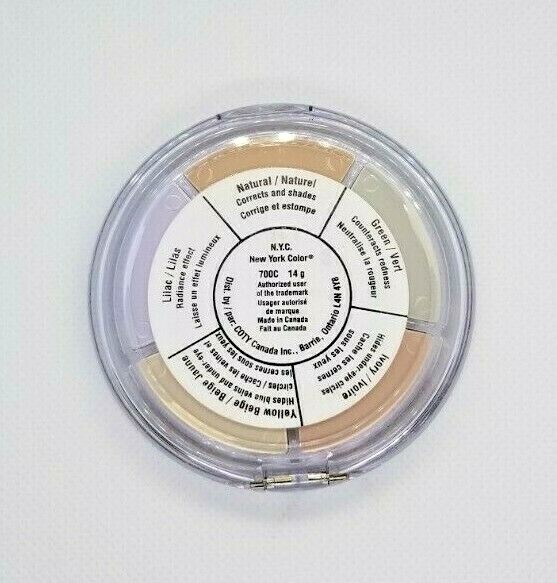 Natural / Naturel
Corrects and shades
Corrige et estompe
Green / Vert
Counteracts redness
Neutralise la rougeur
Ivory / Ivoire
Hides under-eye circles
Cache les cernes
sous les yeux
Yellow Beige / Beige Jaune
Hides blue veins and under-eye
circles / Cache les veines et
les cernes sous les yeux
Lilac / Lilas
Radiance effect
Laisse un effet lumineux
N.Y.C.
New York Color®
700C 14 g
Authorized user
of the trademark
Usager autorisé
de marque
Made in Canada
Fait au Canada
Dist. by / par: COTY Canada Inc., Barrie, Ontario L4N 4Y8